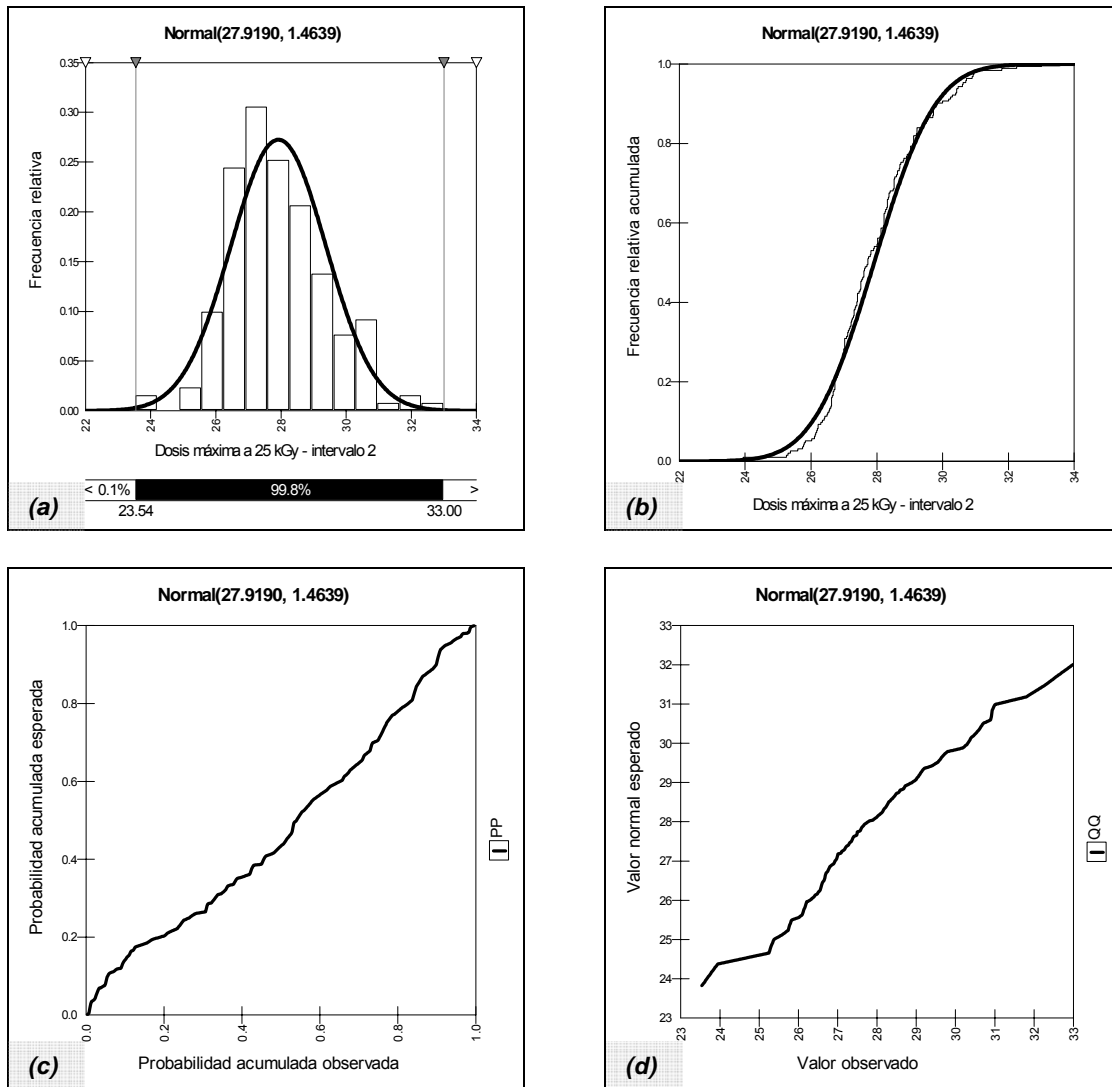 Normal(27.9190, 1.4639)
0.35
0.30
0.25
0.20
0.15
0.10
0.05
0.00
Frecuencia relativa
22 24 26 28 30 32 34
Dosis máxima a 25 kGy - intervalo 2
< 0.1% 99.8% >
23.54 33.00
(a)
Normal(27.9190, 1.4639)
1.0
0.8
0.6
0.4
0.2
0.0
Frecuencia relativa acumulada
22 24 26 28 30 32 34
Dosis máxima a 25 kGy - intervalo 2
(b)
Normal(27.9190, 1.4639)
1.0
0.8
0.6
0.4
0.2
0.0
Probabilidad acumulada esperada
0.0 0.2 0.4 0.6 0.8 1.0
Probabilidad acumulada observada
PP
(c)
Normal(27.9190, 1.4639)
33
32
31
30
29
28
27
26
25
24
23
Valor normal esperado
23 24 25 26 27 28 29 30 31 32 33
Valor observado
QQ
(d)